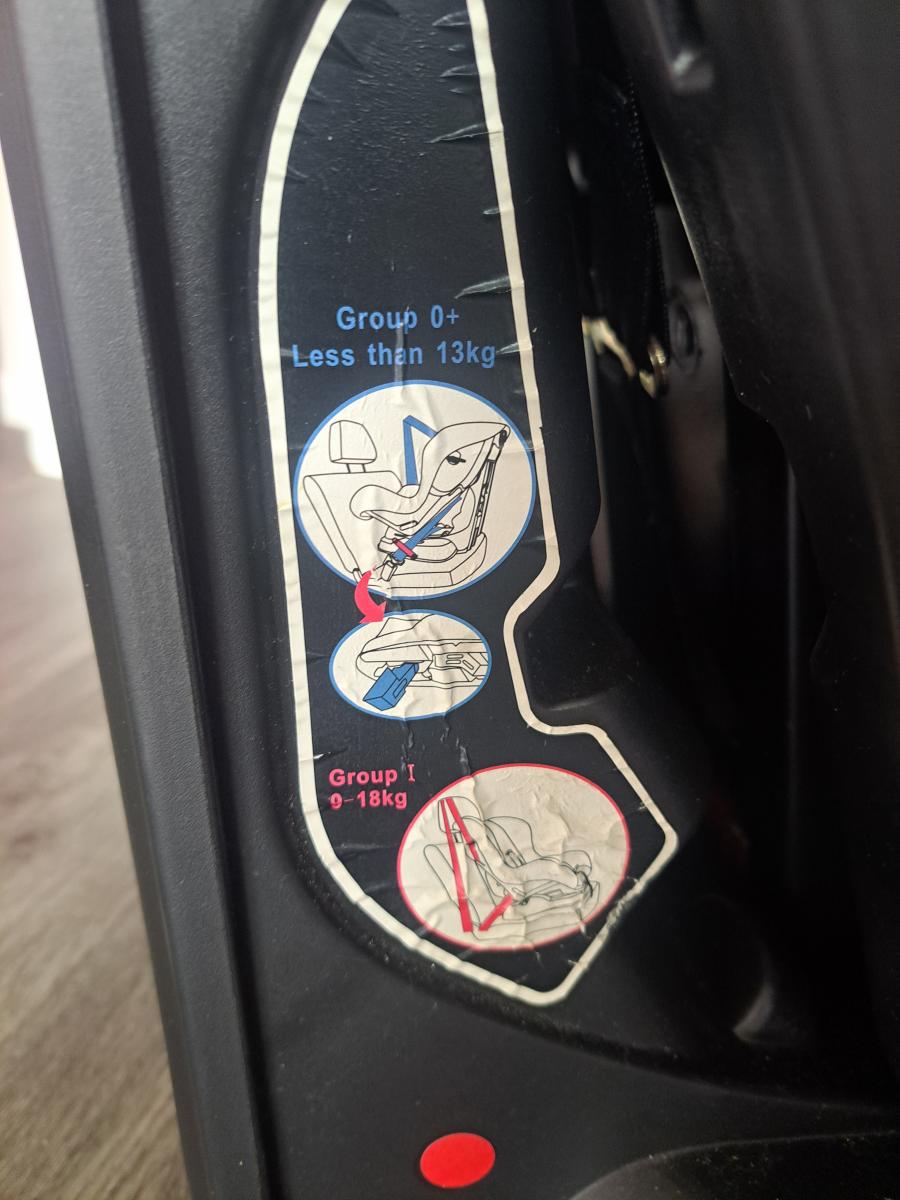 Group 0+
Less than 13kg
Group I
9-18kg